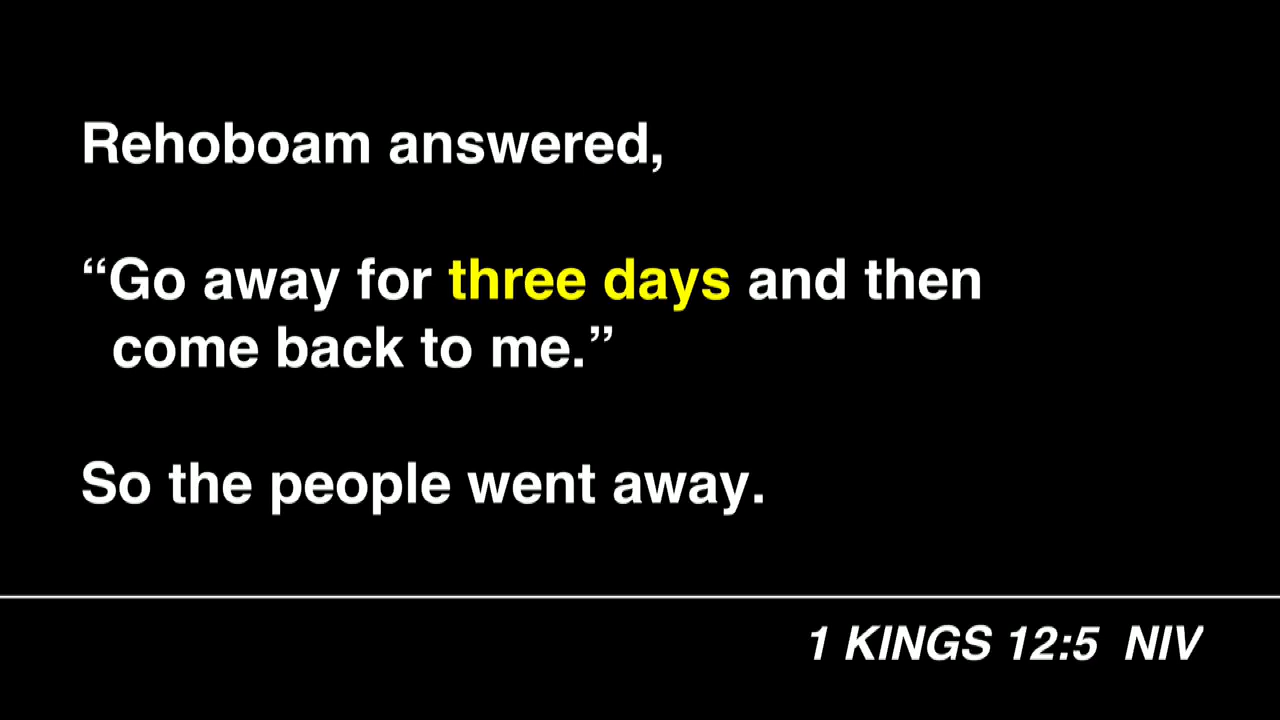 Rehoboam answered,
“Go away for three days and then
come back to me.”
So the people went away.
1 KINGS 12:5 NIV